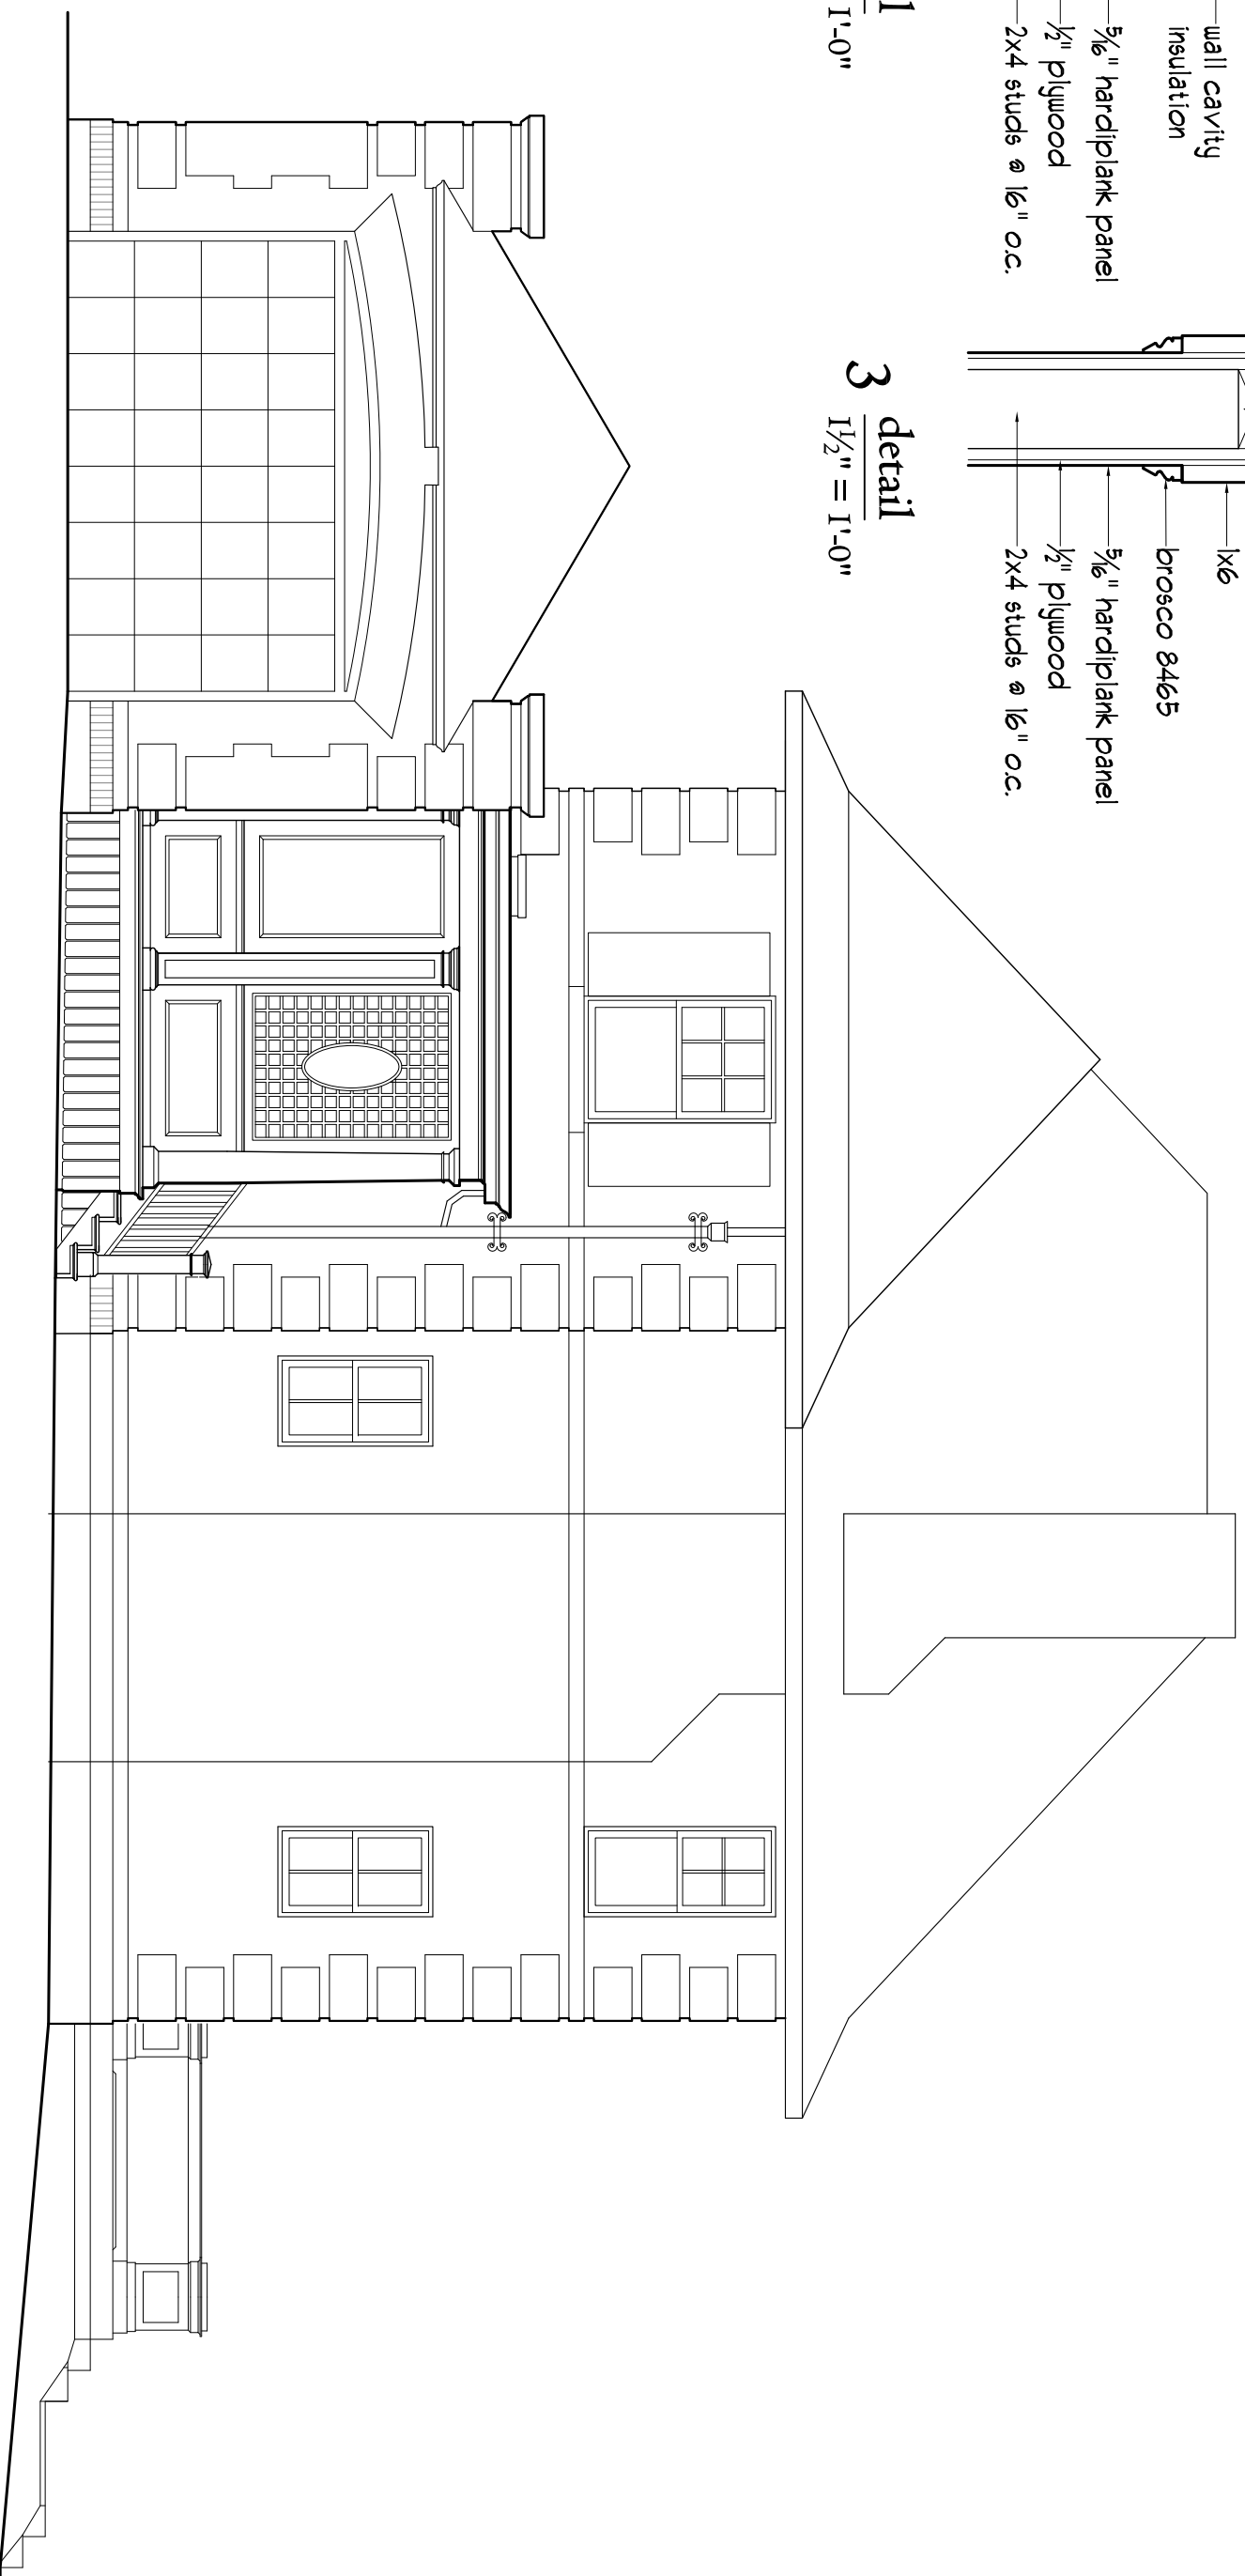 wall cavity
insulation
5/16" hardiplank panel
1/2" plywood
2x4 studs @ 16" o.c.
1'-0"
1x6
brosco 8465
5/16" hardiplank panel
1/2" plywood
2x4 studs @ 16" o.c.
3 detail
1 1/2" = 1'-0"